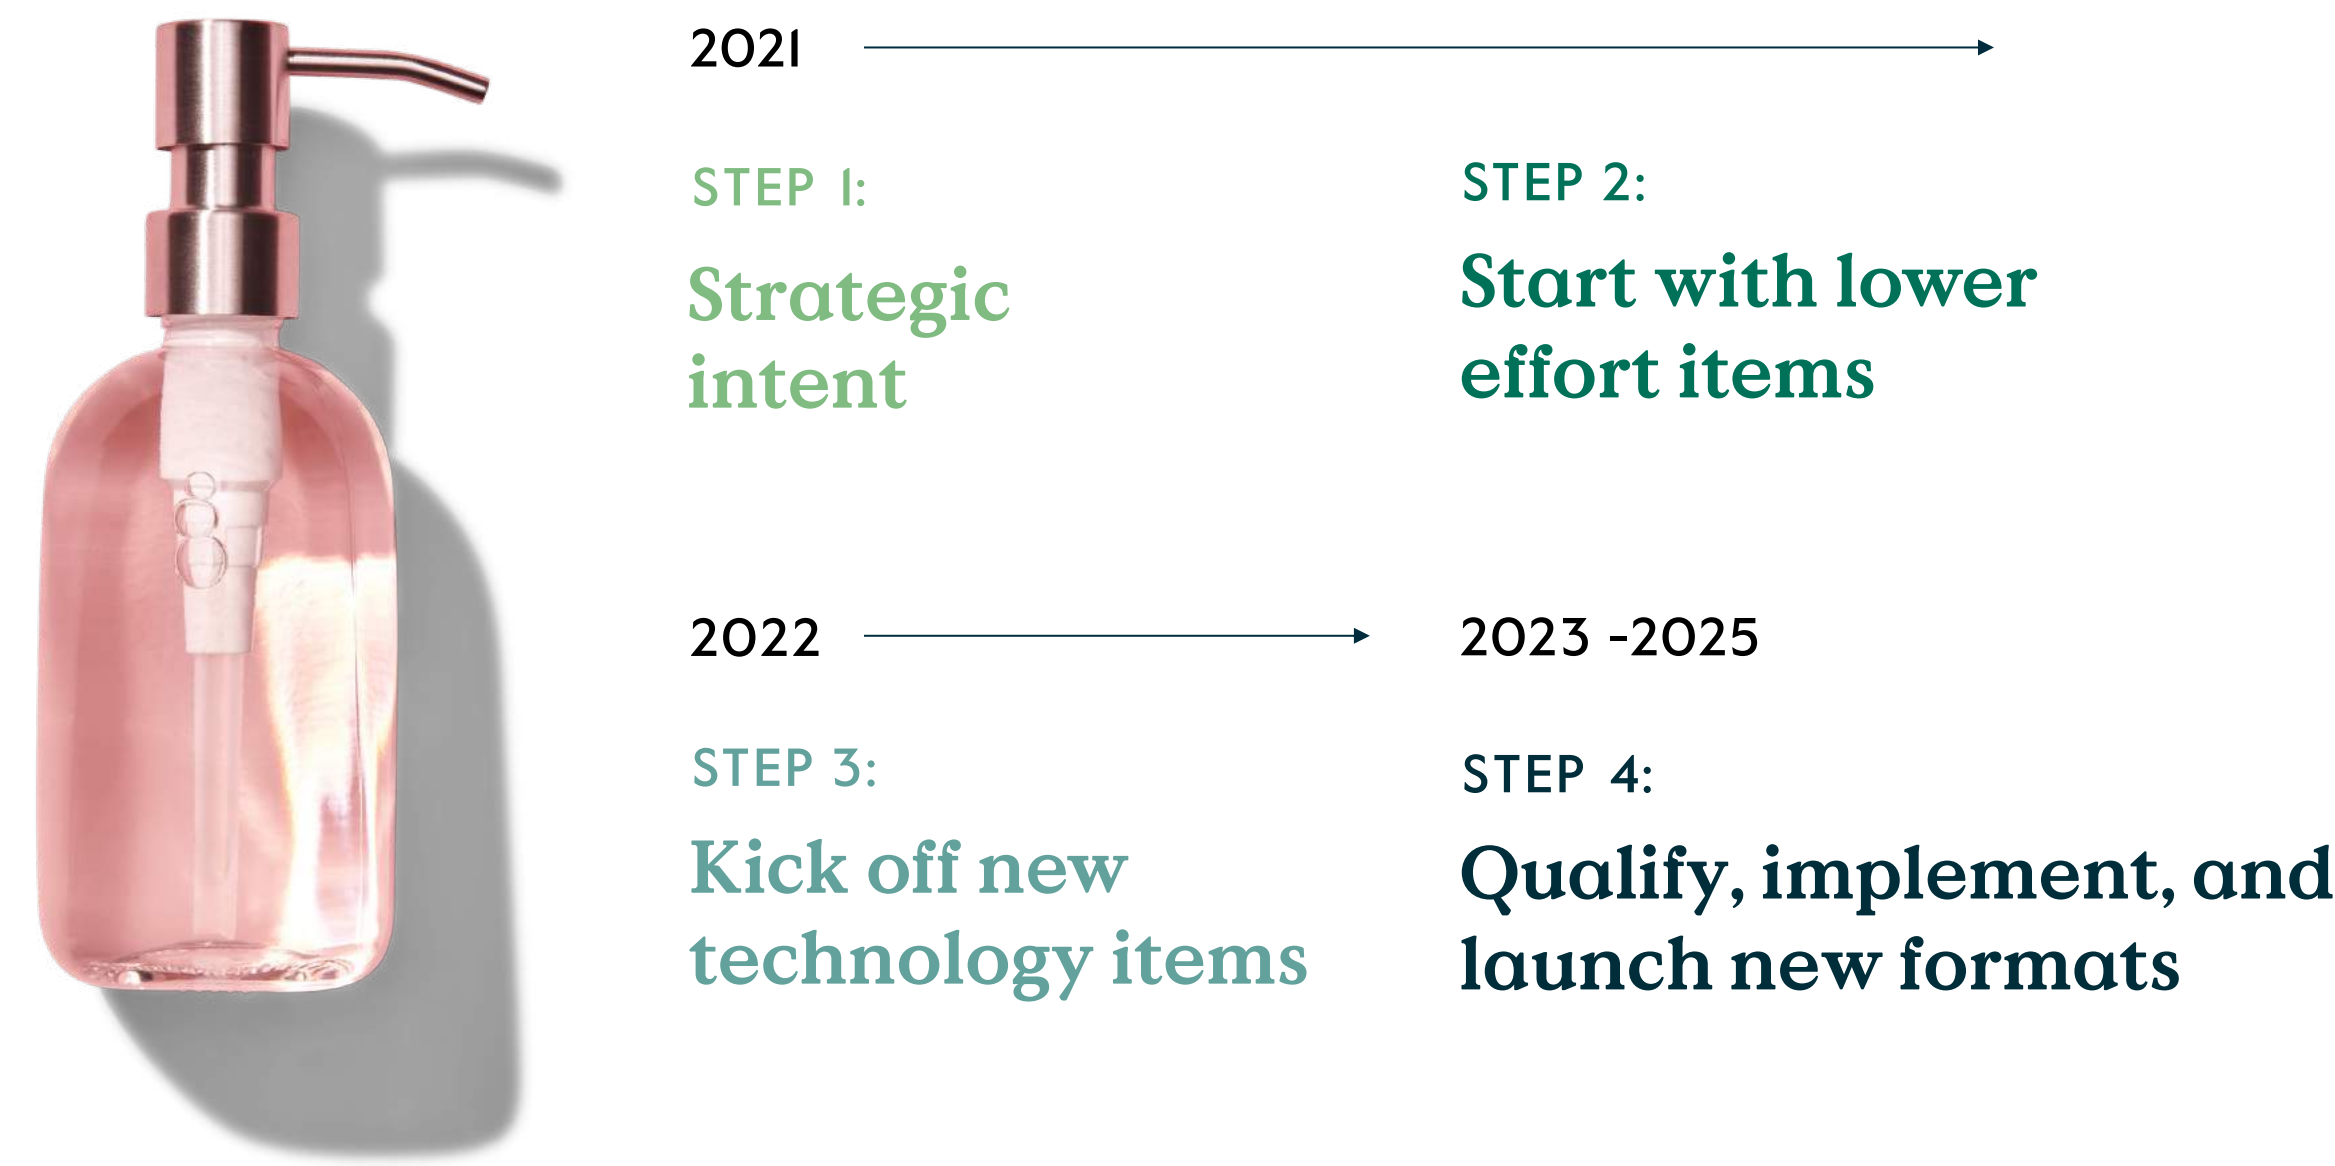 2021
STEP 1:
Strategic
intent
STEP 2:
Start with lower
effort items
2022
2023 -2025
STEP 3:
Kick off new
technology items
STEP 4:
Qualify, implement, and
launch new formats